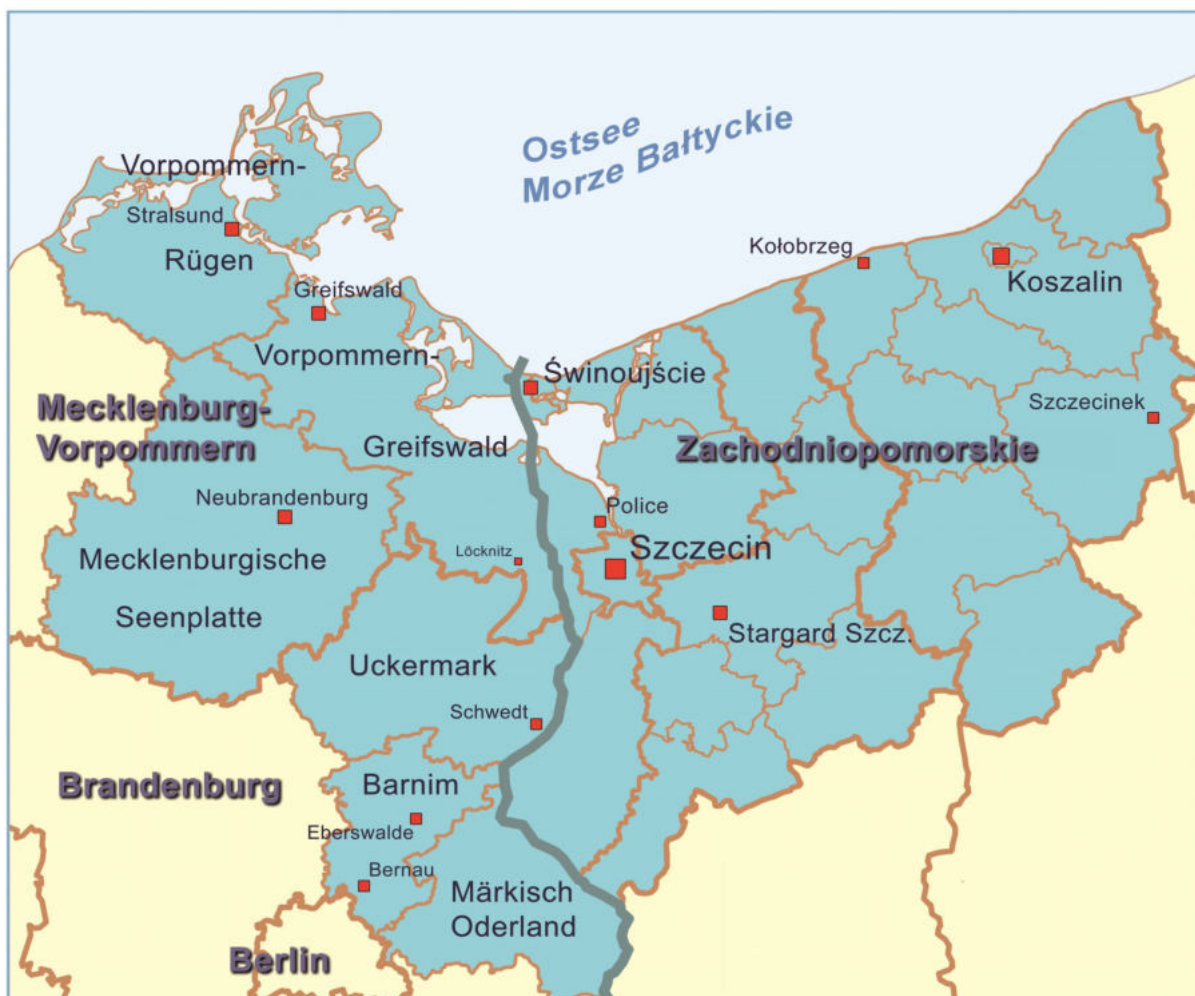 Ostsee
Morze Bałtyckie
Vorpommern-
Stralsund
Rügen
Kołobrzeg
Koszalin
Greifswald
Vorpommern-
Świnoujście
Mecklenburg-
Vorpommern
Szczecinek
Greifswald
Zachodniopomorskie
Neubrandenburg
Police
Mecklenburgische
Löcknitz
Szczecin
Seenplatte
Stargard Szcz.
Uckermark
Schwedt
Brandenburg
Barnim
Eberswalde
Bernau
Märkisch
Oderland
Berlin